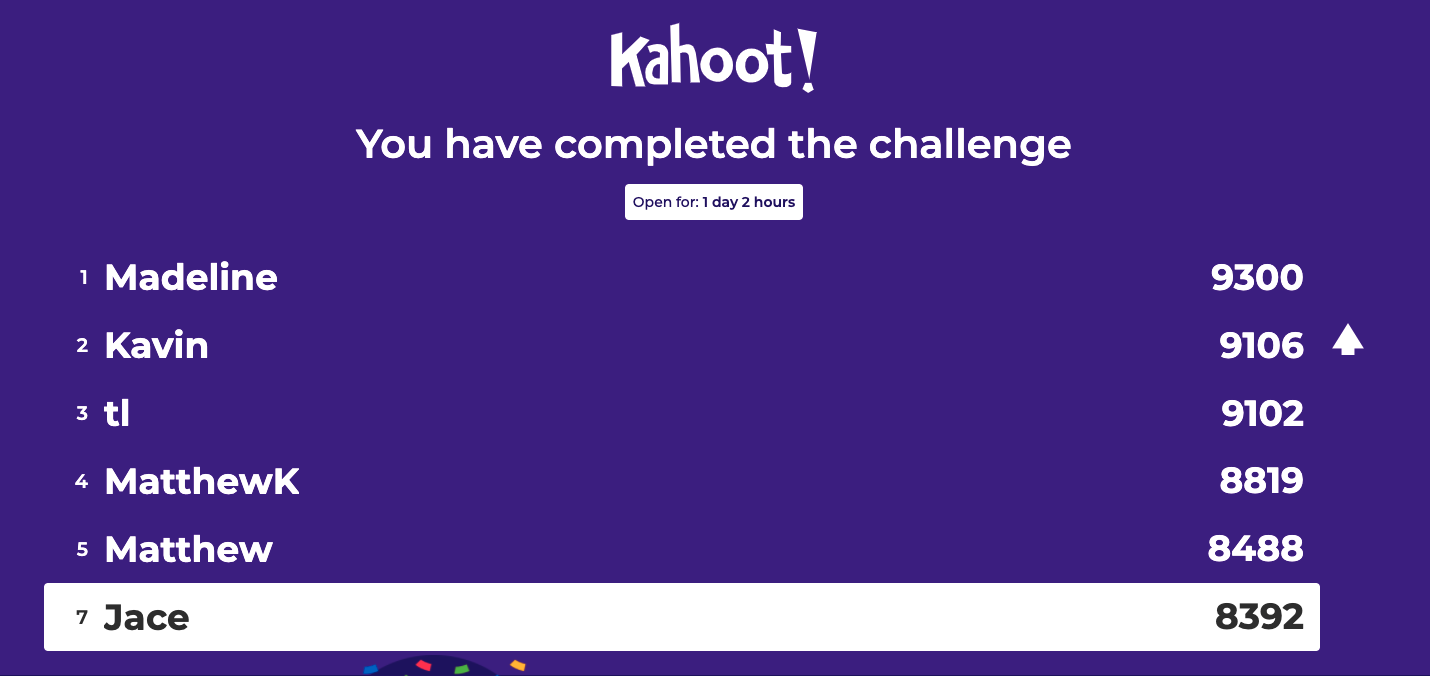 Kahoot!
You have completed the challenge
Open for: 1 day 2 hours
1 Madeline 9300
2 Kavin 9106
3 tl 9102
4 MatthewK 8819
5 Matthew 8488
7 Jace 8392